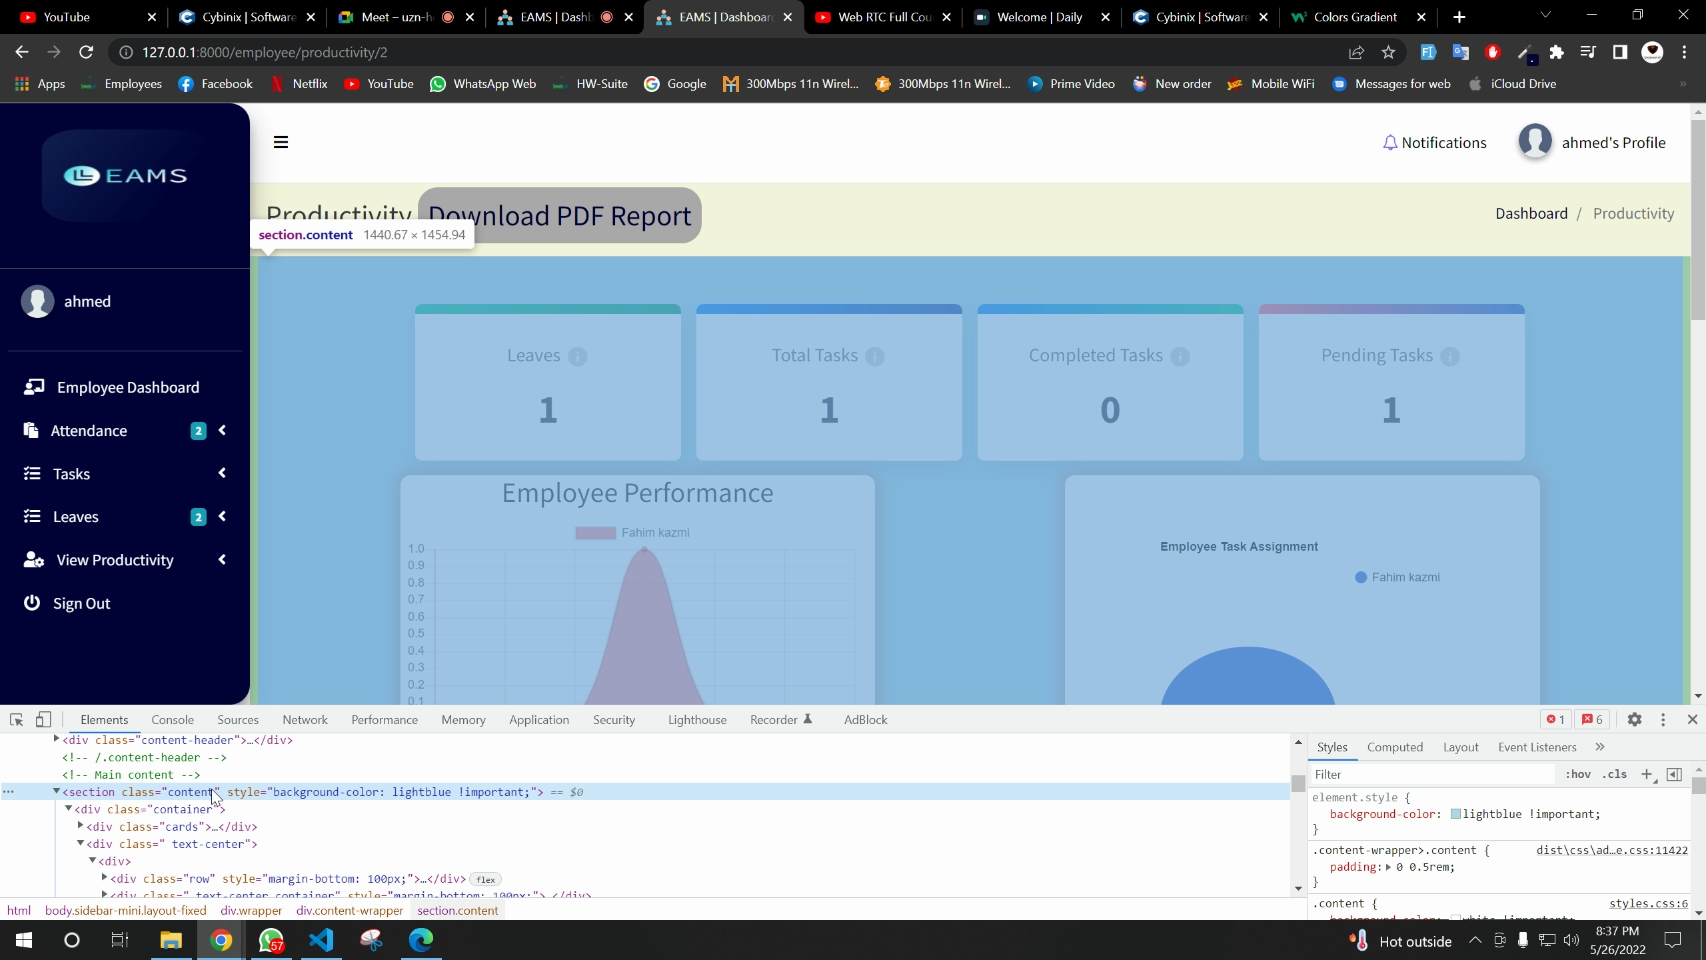 YouTube
Cybinix | Software
Meet – uzn-h
EAMS | Dashb
EAMS | Dashboard
Web RTC Full Cou
Welcome | Daily
Cybinix | Software
Colors Gradient
127.0.0.1:8000/employee/productivity/2
Apps
Employees
Facebook
Netflix
YouTube
WhatsApp Web
HW-Suite
Google
300Mbps 11n Wirel...
300Mbps 11n Wirel...
Prime Video
New order
Mobile WiFi
Messages for web
iCloud Drive
EAMS
Notifications
ahmed's Profile
Productivity
Download PDF Report
Dashboard / Productivity
section.content 1440.67 × 1454.94
ahmed
Employee Dashboard
Attendance 2
Tasks
Leaves 2
View Productivity
Sign Out
Leaves
1
Total Tasks
1
Completed Tasks
0
Pending Tasks
1
Employee Performance
Fahim kazmi
1.0
0.9
0.8
0.7
0.6
0.5
0.4
0.3
0.2
0.1
Employee Task Assignment
Fahim kazmi
Elements
Console
Sources
Network
Performance
Memory
Application
Security
Lighthouse
Recorder
AdBlock
1
6
<div class="content-header">…</div>
<!-- /.content-header -->
<!-- Main content -->
<section class="content" style="background-color: lightblue !important;"> == $0
<div class="container">
<div class="cards">…</div>
<div class=" text-center">
<div>
<div class="row" style="margin-bottom: 100px;">…</div> flex
<div class=" text-center container" style="margin-bottom: 100px;">…</div>
html
body.sidebar-mini.layout-fixed
div.wrapper
div.content-wrapper
section.content
Styles
Computed
Layout
Event Listeners
Filter
:hov
.cls
element.style {
background-color: lightblue !important;
}
.content-wrapper>.content { dist\css\ad…e.css:11422
padding: 0 0.5rem;
}
.content { styles.css:6
background-color: white !important;
57
Hot outside
8:37 PM
5/26/2022